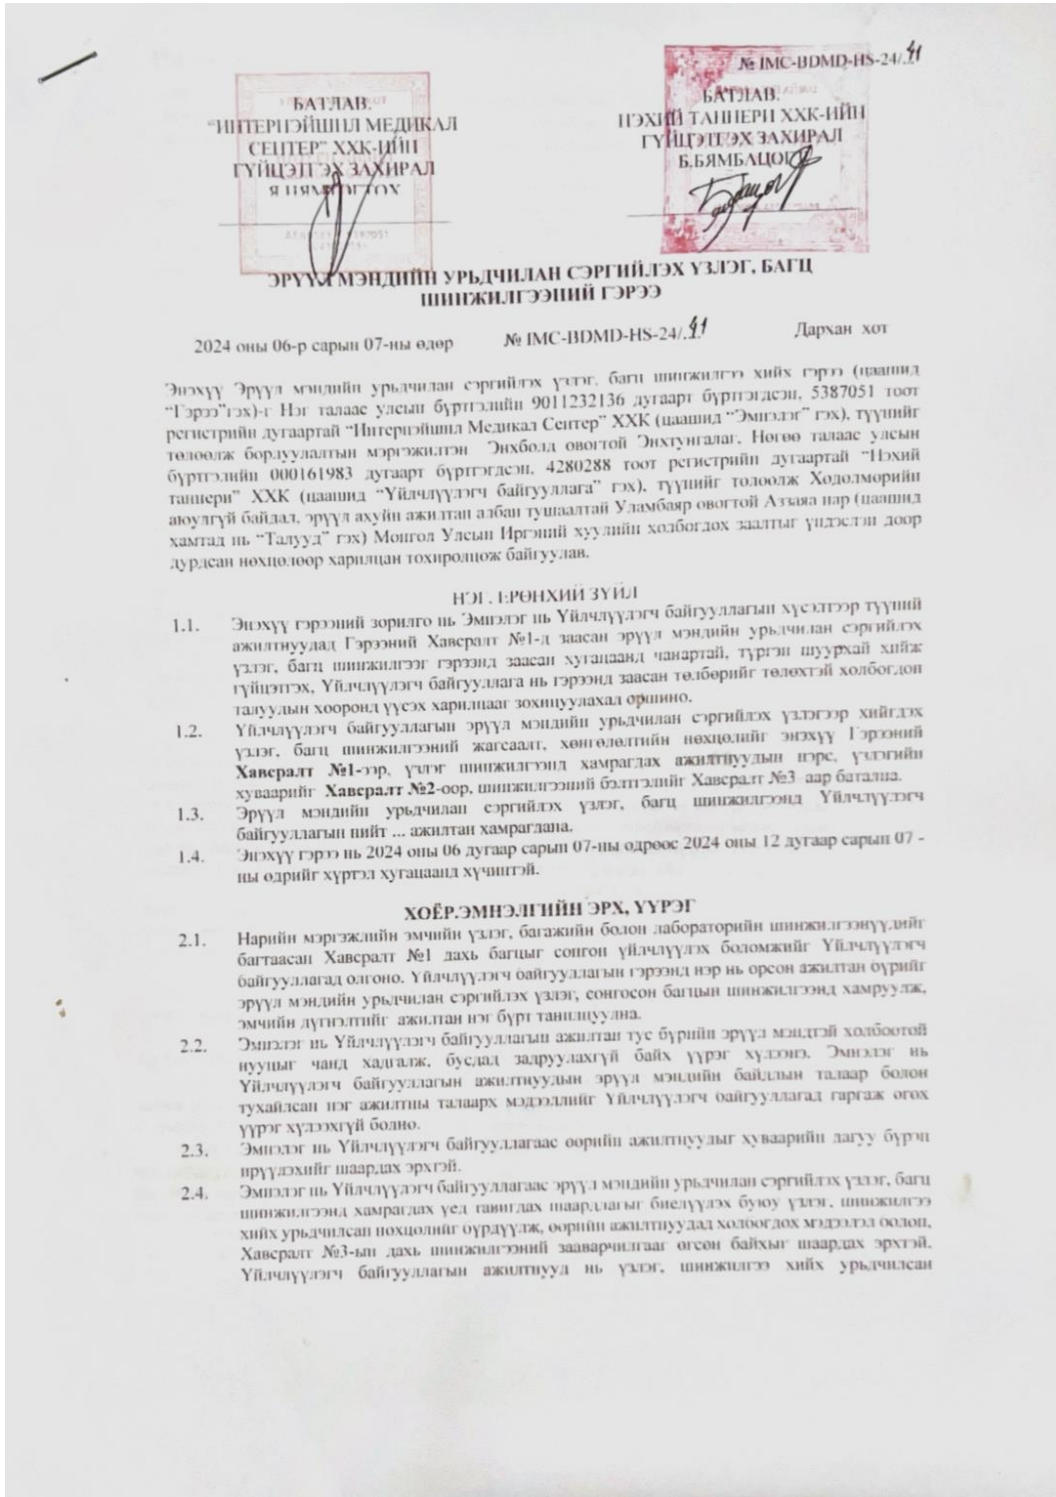 № IMC-BDMD-HS-24/..41
БАТЛАВ.
“ИНТЕРНЭЙШНЛ МЕДИКАЛ
СЕНТЕР” ХХК-ИЙН
ГҮЙЦЭТГЭХ ЗАХИРАЛ
БАТЛАВ.
НЭХИЙ ТАННЕРИ ХХК-ИЙН
ГҮЙЦЭТГЭХ ЗАХИРАЛ
Б.БЯМБАЦОГТ
ЭРҮҮЛ МЭНДИЙН УРЬДЧИЛАН СЭРГИЙЛЭХ ҮЗЛЭГ, БАГЦ
ШИНЖИЛГЭЭНИЙ ГЭРЭЭ
2024 оны 06-р сарын 07-ны өдөр № IMC-BDMD-HS-24/..41 Дархан хот
Энэхүү Эрүүл мэндийн урьдчилан сэргийлэх үзлэг, багц шинжилгээ хийх гэрээ (цаашид
“Гэрээ”гэх)-г Нэг талаас улсын бүртгэлийн 9011232136 дугаарт бүртгэгдсэн, 5387051 тоот
регистрийн дугаартай “Интернэйшнл Медикал Сентер” ХХК (цаашид “Эмнэлэг” гэх), түүнийг
төлөөлж борлуулалтын мэргэжилтэн Энхболд овогтой Энхтунгалаг, Нөгөө талаас улсын
бүртгэлийн 000161983 дугаарт бүртгэгдсэн, 4280288 тоот регистрийн дугаартай “Нэхий
таннери” ХХК (цаашид “Үйлчлүүлэгч байгууллага” гэх), түүнийг төлөөлж Хөдөлмөрийн
аюулгүй байдал, эрүүл ахуйн ажилтан албан тушаалтай Уламбаяр овогтой Аззаяа нар (цаашид
хамтад нь “Талууд” гэх) Монгол Улсын Иргэний хуулийн холбогдох заалтыг үндэслэн доор
дурдсан нөхцөлөөр харилцан тохиролцож байгуулав.
НЭГ. ЕРӨНХИЙ ЗҮЙЛ
1.1. Энэхүү гэрээний зорилго нь Эмнэлэг нь Үйлчлүүлэгч байгууллагын хүсэлтээр түүний
ажилтнуудад Гэрээний Хавсралт №1-д заасан эрүүл мэндийн урьдчилан сэргийлэх
үзлэг, багц шинжилгээг гэрээнд заасан хугацаанд чанартай, түргэн шуурхай хийж
гүйцэтгэх, Үйлчлүүлэгч байгууллага нь гэрээнд заасан төлбөрийг төлөхтэй холбогдон
талуудын хооронд үүсэх харилцааг зохицуулахад оршино.
1.2. Үйлчлүүлэгч байгууллагын эрүүл мэндийн урьдчилан сэргийлэх үзлэгээр хийгдэх
үзлэг, багц шинжилгээний жагсаалт, хөнгөлөлтийн нөхцөлийг энэхүү Гэрээний
Хавсралт №1-ээр, үзлэг шинжилгээнд хамрагдах ажилтнуудын нэрс, үзлэгийн
хуваарийг Хавсралт №2-оор, шинжилгээний бэлтгэлийг Хавсралт №3 аар батална.
1.3. Эрүүл мэндийн урьдчилан сэргийлэх үзлэг, багц шинжилгээнд Үйлчлүүлэгч
байгууллагын нийт ... ажилтан хамрагдана.
1.4. Энэхүү гэрээ нь 2024 оны 06 дугаар сарын 07-ны өдрөөс 2024 оны 12 дугаар сарын 07 -
ны өдрийг хүртэл хугацаанд хүчинтэй.
ХОЁР.ЭМНЭЛГИЙН ЭРХ, ҮҮРЭГ
2.1. Нарийн мэргэжлийн эмчийн үзлэг, багажийн болон лабораторийн шинжилгээнүүдийг
багтаасан Хавсралт №1 дахь багцыг сонгон үйлчлүүлэх боломжийг Үйлчлүүлэгч
байгууллагад олгоно. Үйлчлүүлэгч байгууллагын гэрээнд нэр нь орсон ажилтан бүрийг
эрүүл мэндийн урьдчилан сэргийлэх үзлэг, сонгосон багцын шинжилгээнд хамруулж,
эмчийн дүгнэлтийг ажилтан нэг бүрт танилцуулна.
2.2. Эмнэлэг нь Үйлчлүүлэгч байгууллагын ажилтан тус бүрийн эрүүл мэндтэй холбоотой
нууцыг чанд хадгалж, бусдад задруулахгүй байх үүрэг хүлээнэ. Эмнэлэг нь
Үйлчлүүлэгч байгууллагын ажилтнуудын эрүүл мэндийн байдлын талаар болон
тухайлсан нэг ажилтны талаарх мэдээллийг Үйлчлүүлэгч байгууллагад гаргаж өгөх
үүрэг хүлээхгүй болно.
2.3. Эмнэлэг нь Үйлчлүүлэгч байгууллагаас өөрийн ажилтнуудыг хуваарийн дагуу бүрэн
ирүүлэхийг шаардах эрхтэй.
2.4. Эмнэлэг нь Үйлчлүүлэгч байгууллагаас эрүүл мэндийн урьдчилан сэргийлэх үзлэг, багц
шинжилгээнд хамрагдах үед тавигдах шаардлагыг биелүүлэх буюу үзлэг, шинжилгээ
хийх урьдчилсан нөхцөлийг бүрдүүлж, өөрийн ажилтнуудад холбогдох мэдээлэл болон,
Хавсралт №3-ын дахь шинжилгээний зааварчилгааг өгсөн байхыг шаардах эрхтэй.
Үйлчлүүлэгч байгууллагын ажилтнууд нь үзлэг, шинжилгээ хийх урьдчилсан